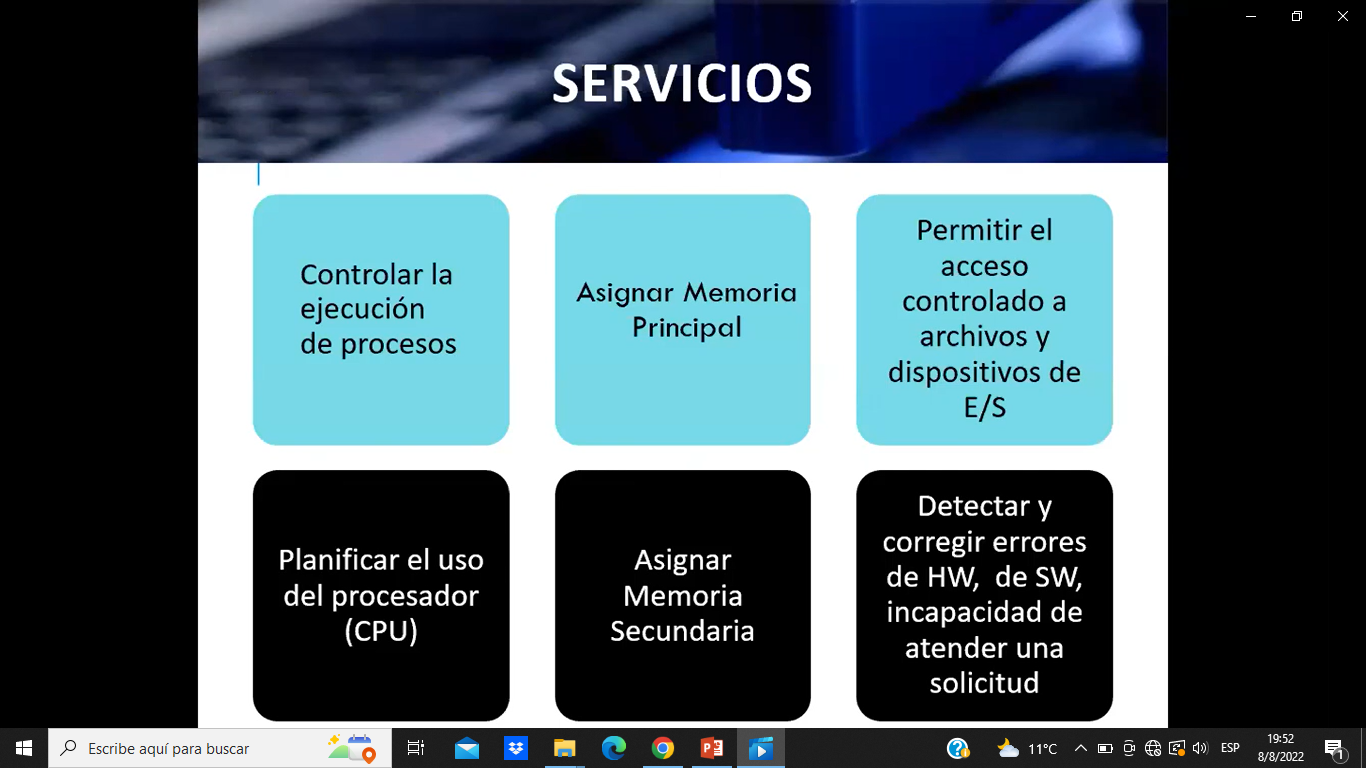 SERVICIOS
Controlar la
ejecución
de procesos
Asignar Memoria
Principal
Permitir el
acceso
controlado a
archivos y
dispositivos de
E/S
Planificar el uso
del procesador
(CPU)
Asignar
Memoria
Secundaria
Detectar y
corregir errores
de HW,  de SW,
incapacidad de
atender una
solicitud
Escribe aquí para buscar
11°C
ESP
19:52
8/8/2022
1